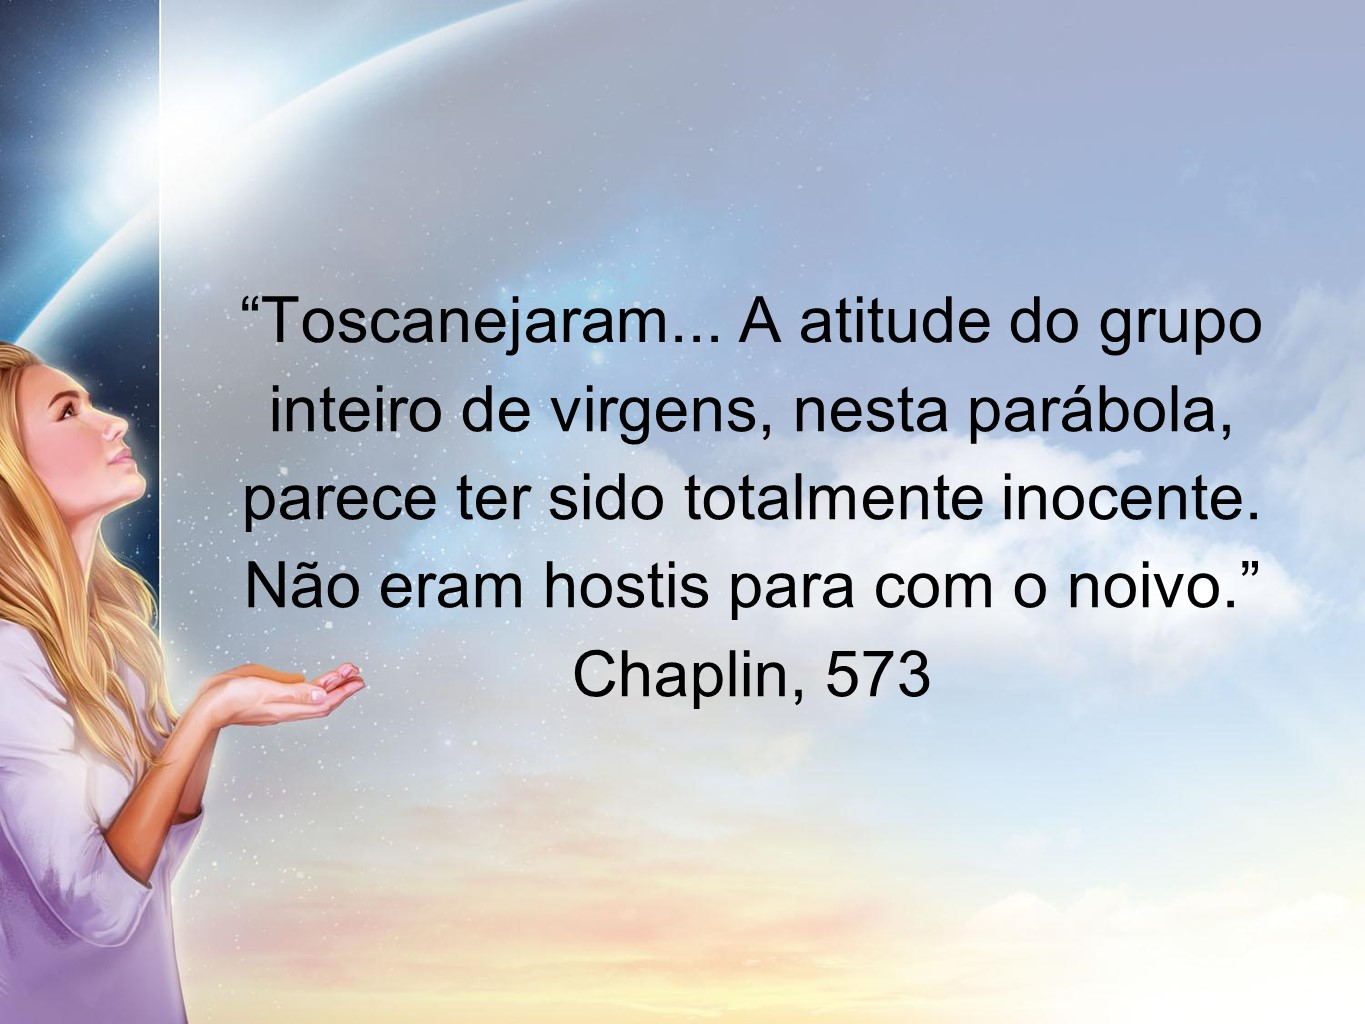 “Toscanejaram... A atitude do grupo
inteiro de virgens, nesta parábola,
parece ter sido totalmente inocente.
Não eram hostis para com o noivo.”
Chaplin, 573